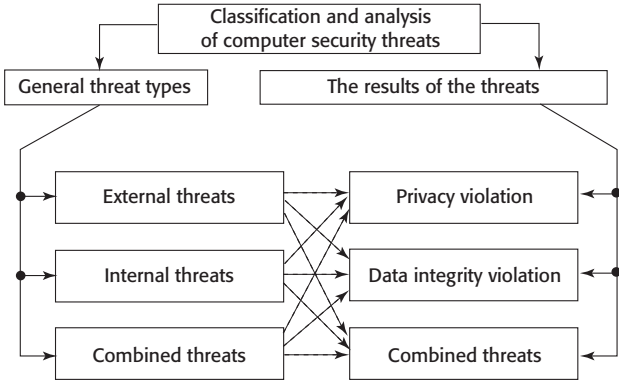 Classification and analysis
of computer security threats
General threat types
The results of the threats
External threats
Privacy violation
Internal threats
Data integrity violation
Combined threats
Combined threats